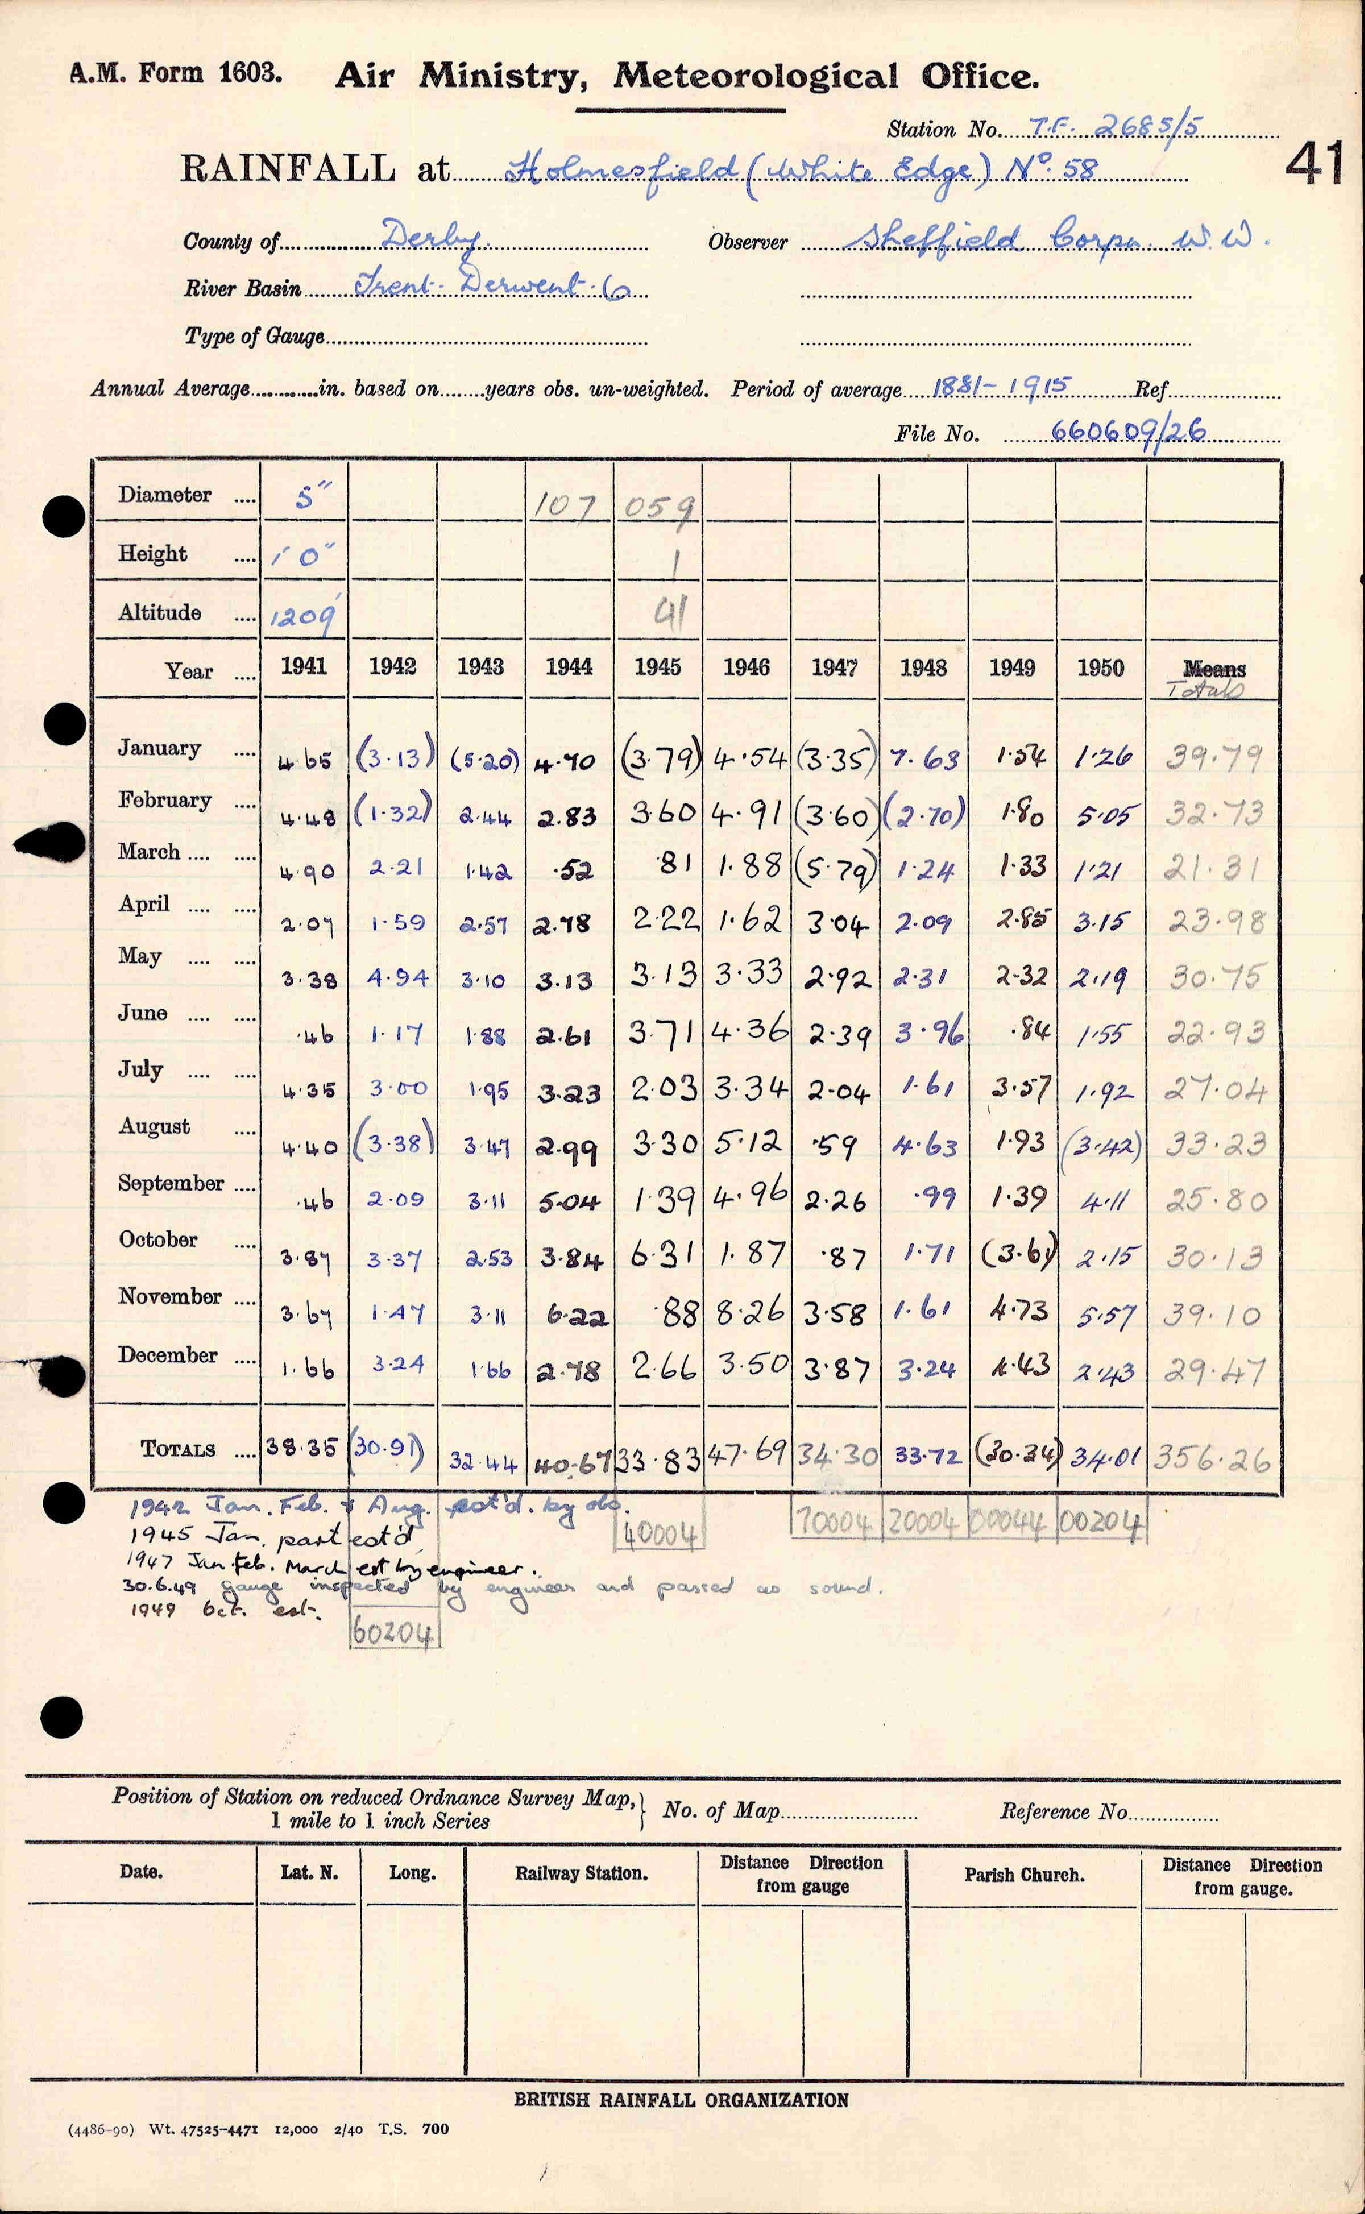 A.M. Form 1603. Air Ministry, Meteorological Office.
Station No. T.F. 2685/5
41
RAINFALL at Holmesfield (White Edge) No. 58
County of Derby. Observer Sheffield Corpn. W.W.
River Basin Trent. Derwent. 6
Type of Gauge
Annual Average in. based on years obs. un-weighted. Period of average 1881-1915 Ref
File No. 660609/26
Diameter .... 5" 107 059
Height .... 1' 0" 1
Altitude .... 1209' 41
Year .... 1941 1942 1943 1944 1945 1946 1947 1948 1949 1950 Means
Totals
January .... 4.65 (3.13) (5.20) 4.70 (3.79) 4.54 (3.35) 7.63 1.54 1.26 39.79
February .... 4.48 (1.32) 2.44 2.83 3.60 4.91 (3.60) (2.70) 1.80 5.05 32.73
March .... .... 4.90 2.21 1.42 .52 .81 1.88 (5.79) 1.24 1.33 1.21 21.31
April .... .... 2.07 1.59 2.57 2.78 2.22 1.62 3.04 2.09 2.85 3.15 23.98
May .... .... 3.38 4.94 3.10 3.13 3.13 3.33 2.92 2.31 2.32 2.19 30.75
June .... .... .46 1.17 1.88 2.61 3.71 4.36 2.39 3.96 .84 1.55 22.93
July .... .... 4.35 3.00 1.95 3.23 2.03 3.34 2.04 1.61 3.57 1.92 27.04
August .... 4.40 (3.38) 3.47 2.99 3.30 5.12 .59 4.63 1.93 (3.42) 33.23
September .... .46 2.09 3.11 5.04 1.39 4.96 2.26 .99 1.39 4.11 25.80
October .... 3.87 3.37 2.53 3.84 6.31 1.87 .87 1.71 (3.61) 2.15 30.13
November .... 3.67 1.47 3.11 6.22 .88 8.26 3.58 1.61 4.73 5.57 39.10
December .... 1.66 3.24 1.66 2.78 2.66 3.50 3.87 3.24 4.43 2.43 29.47
TOTALS .... 38.35 (30.91) 32.44 40.67 33.83 47.69 34.30 33.72 (30.34) 34.01 356.26
1942 Jan. Feb. & Aug. est'd. by obs.
40004 70004 20004 00044 00204
1945 Jan. part est'd
1947 Jan. Feb. March est by engineer.
30.6.49 gauge inspected by engineer and passed as sound.
1949 Oct. est.
60204
Position of Station on reduced Ordnance Survey Map, } No. of Map Reference No.
1 mile to 1 inch Series
Date. Lat. N. Long. Railway Station. Distance Direction from gauge Parish Church. Distance Direction from gauge.
BRITISH RAINFALL ORGANIZATION
(4486-90) Wt. 47525-4471 12,000 2/40 T.S. 700